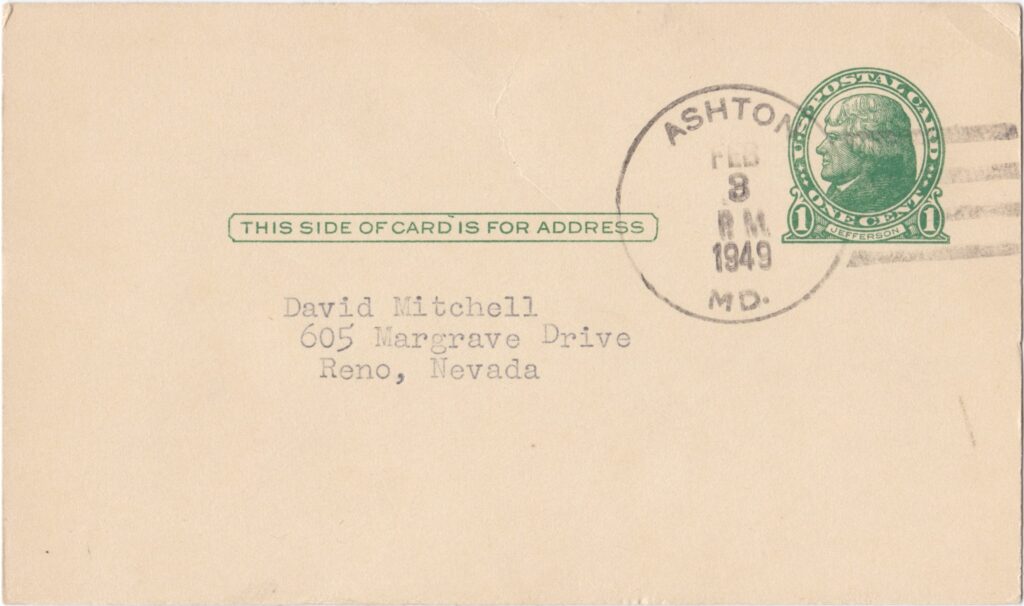 U.S. POSTAL CARD
ONE CENT
1 1
JEFFERSON
ASHTON
FEB
3
M.
1949
MD.
THIS SIDE OF CARD IS FOR ADDRESS
David Mitchell
605 Margrave Drive
Reno, Nevada